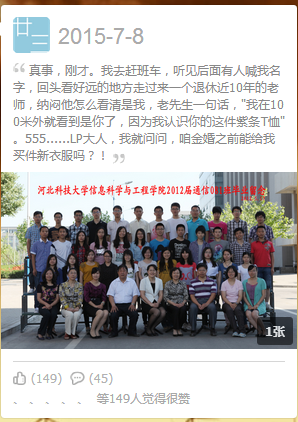 廿二
2015-7-8
“ 真事，刚才。我去赶班车，听见后面有人喊我名
字，回头看好远的地方走过来一个退休近10年的老
师，纳闷他怎么看清是我，老先生一句话，"我在10
0米外就看到是你了，因为我认识你的这件紫条T恤"
。555......LP大人，我就问问，咱金婚之前能给我
买件新衣服吗？！ ”
河北科技大学信息科学与工程学院2012届通信
1张
(149) (45)
、 、 、 、 、 等149人觉得很赞